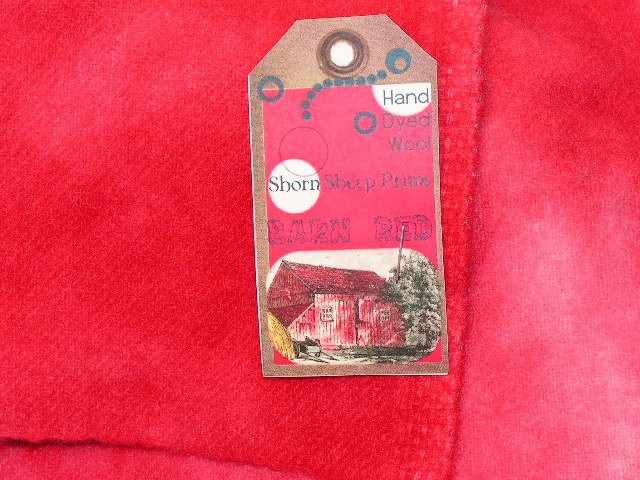 Hand
Dyed
Wool
Shorn Sheep Prims
BARN RED